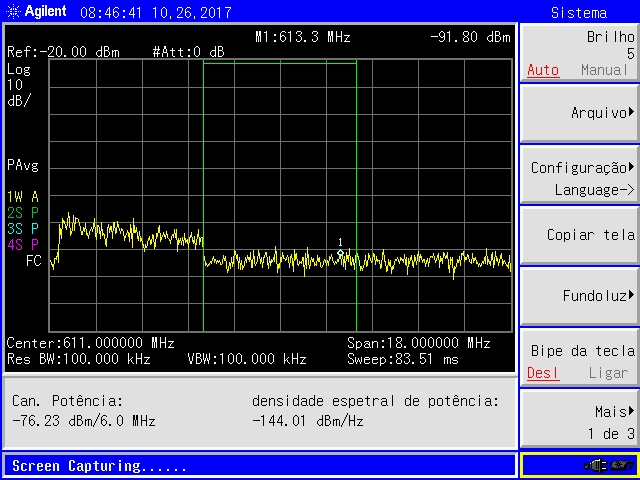 Agilent 08:46:41 10,26,2017
Sistema
M1:613.3 MHz -91.80 dBm
Ref:-20.00 dBm #Att:0 dB
Log
10
dB/
PAvg
1W A
2S P
3S P
4S P
FC
1
Center:611.000000 MHz Span:18.000000 MHz
Res BW:100.000 kHz VBW:100.000 kHz Sweep:83.51 ms
Can. Potência: densidade espetral de potência:
-76.23 dBm/6.0 MHz -144.01 dBm/Hz
Screen Capturing......
Brilho
5
Auto Manual
Arquivo
Configuração
Language->
Copiar tela
Fundoluz
Bipe da tecla
Desl Ligar
Mais
1 de 3